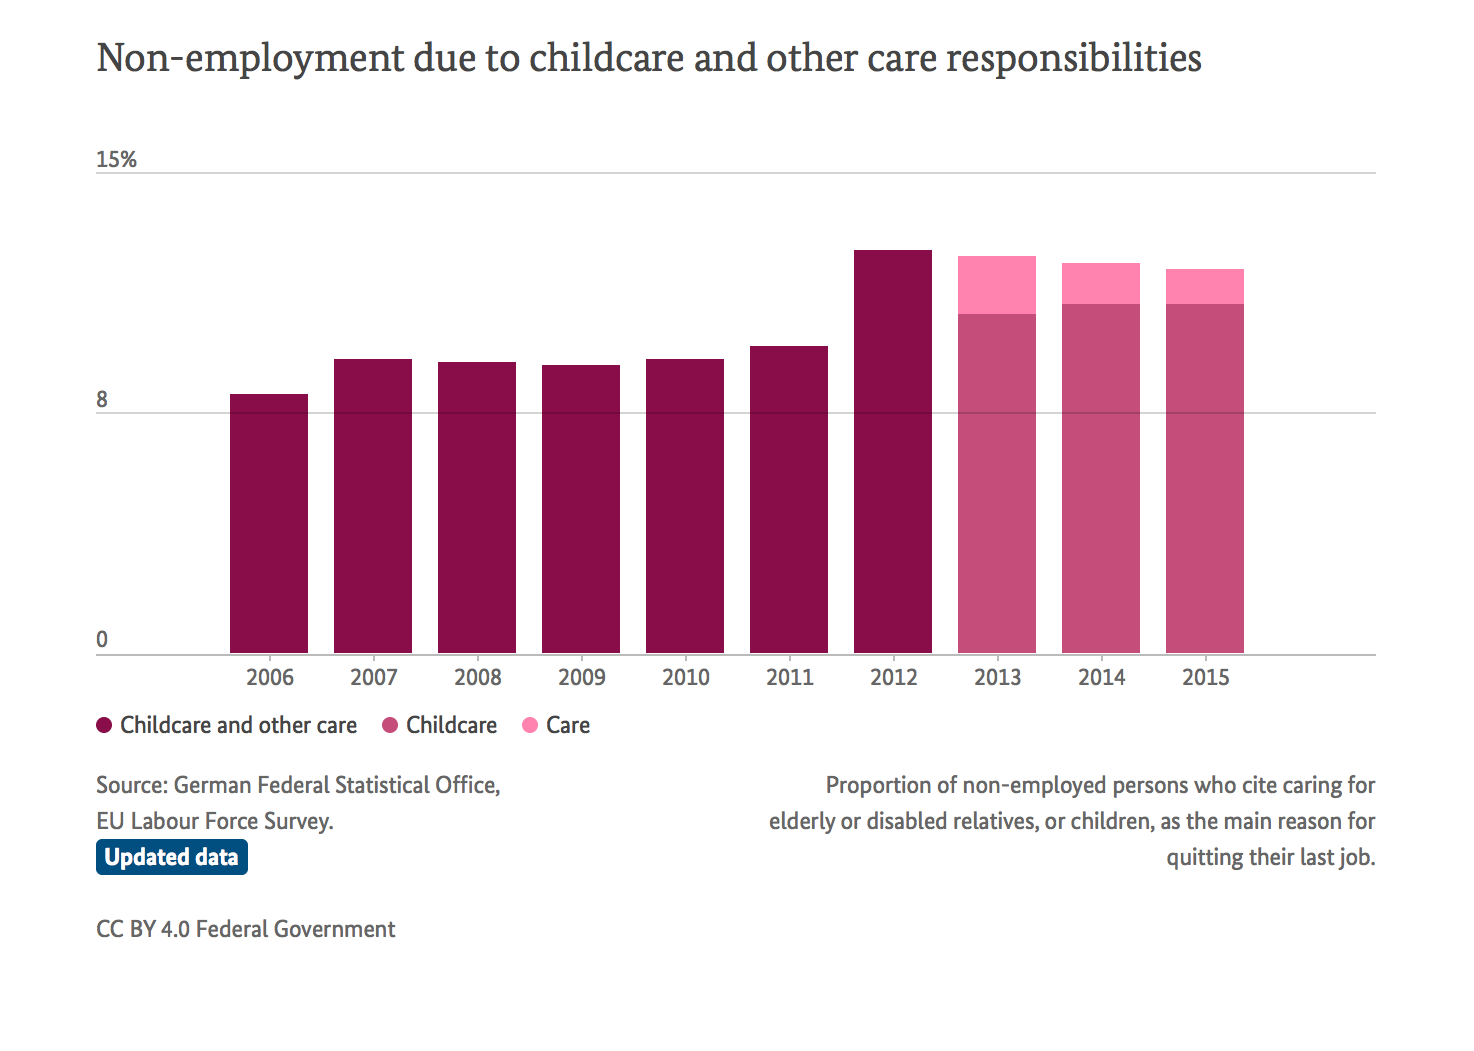 Non-employment due to childcare and other care responsibilities
15%
8
0
2006 2007 2008 2009 2010 2011 2012 2013 2014 2015
Childcare and other care Childcare Care
Source: German Federal Statistical Office,
EU Labour Force Survey.
Updated data
Proportion of non-employed persons who cite caring for
elderly or disabled relatives, or children, as the main reason for
quitting their last job.
CC BY 4.0 Federal Government